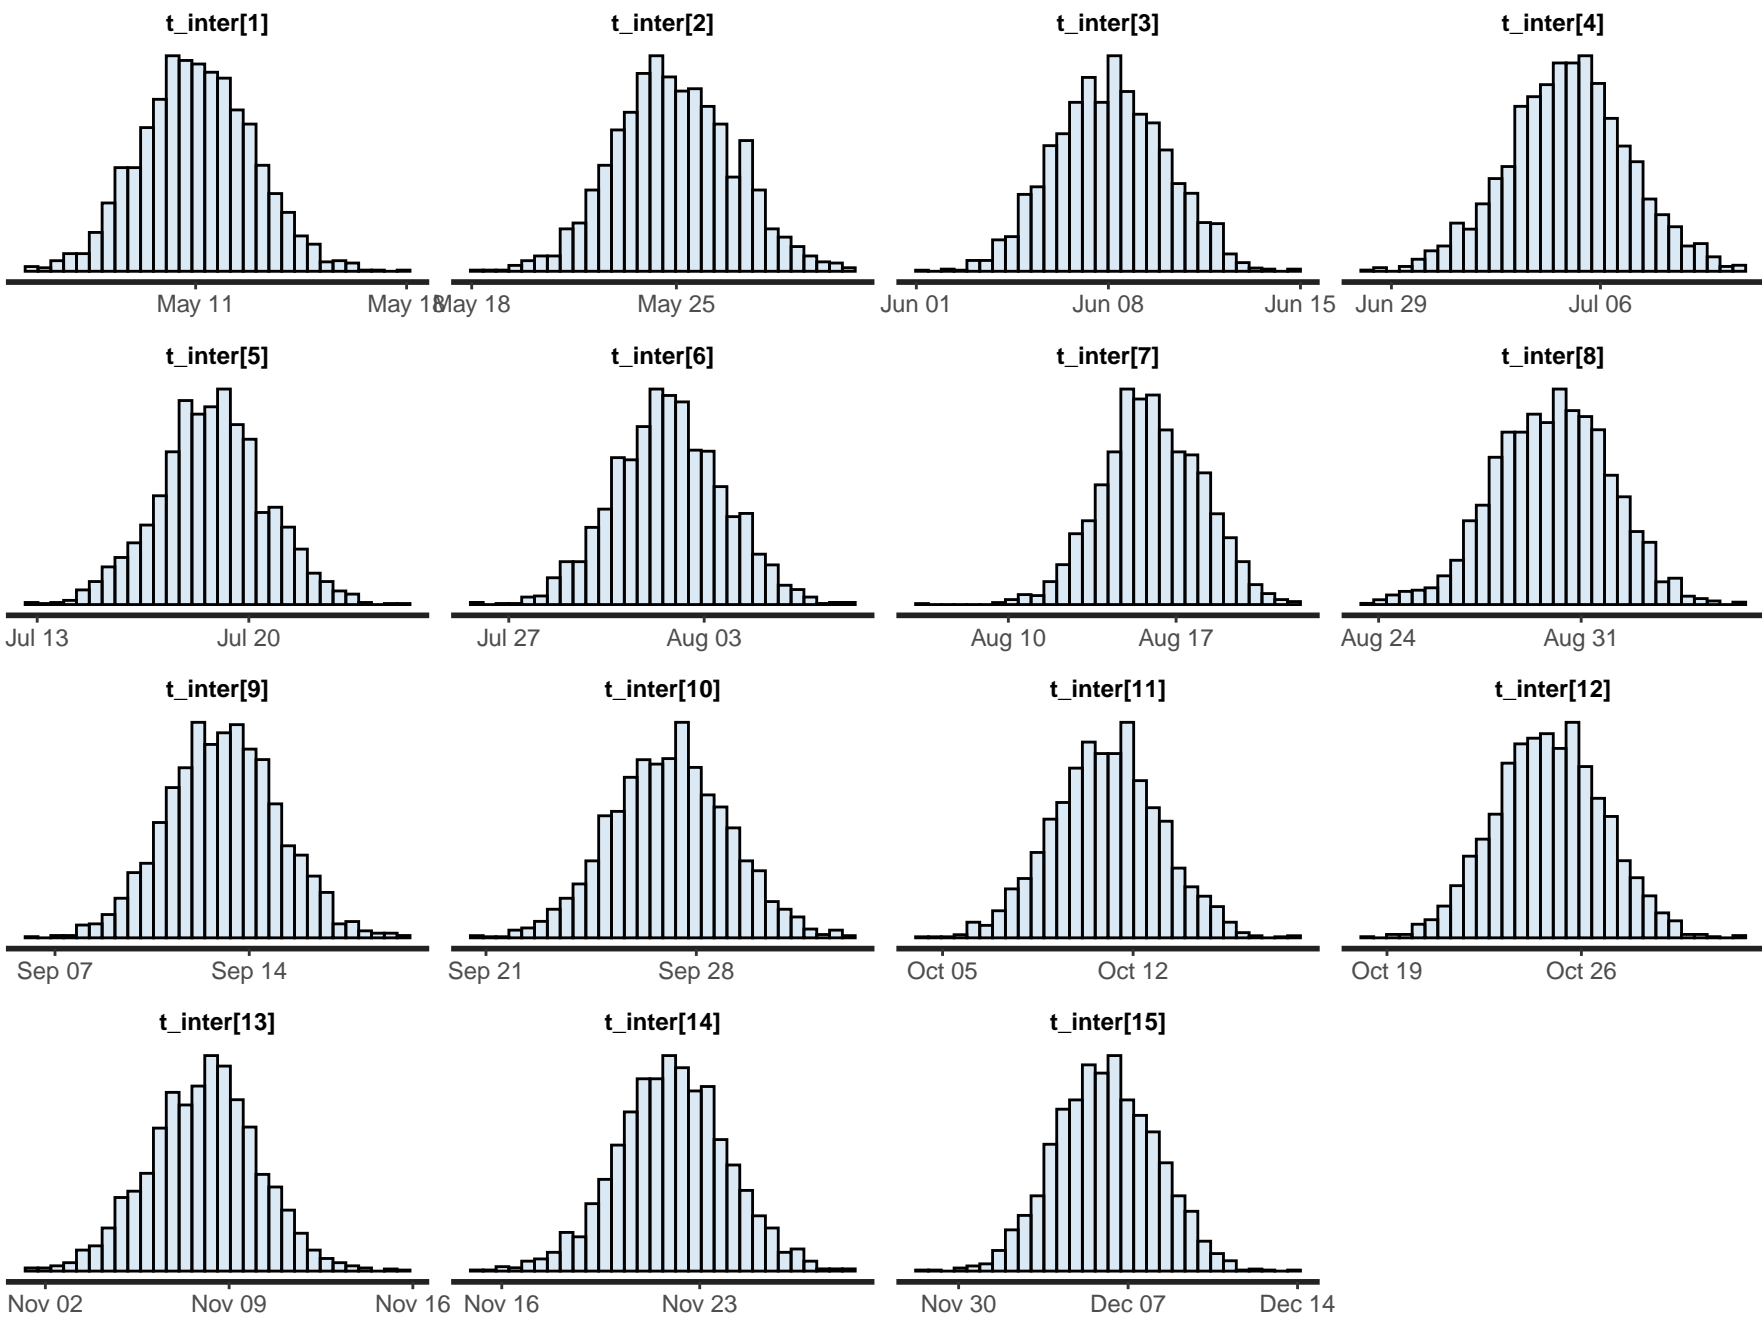 t_inter[1] t_inter[2] t_inter[3] t_inter[4]
May 11 May 18 May 18 May 25 Jun 01 Jun 08 Jun 15 Jun 29 Jul 06
t_inter[5] t_inter[6] t_inter[7] t_inter[8]
Jul 13 Jul 20 Jul 27 Aug 03 Aug 10 Aug 17 Aug 24 Aug 31
t_inter[9] t_inter[10] t_inter[11] t_inter[12]
Sep 07 Sep 14 Sep 21 Sep 28 Oct 05 Oct 12 Oct 19 Oct 26
t_inter[13] t_inter[14] t_inter[15]
Nov 02 Nov 09 Nov 16 Nov 16 Nov 23 Nov 30 Dec 07 Dec 14